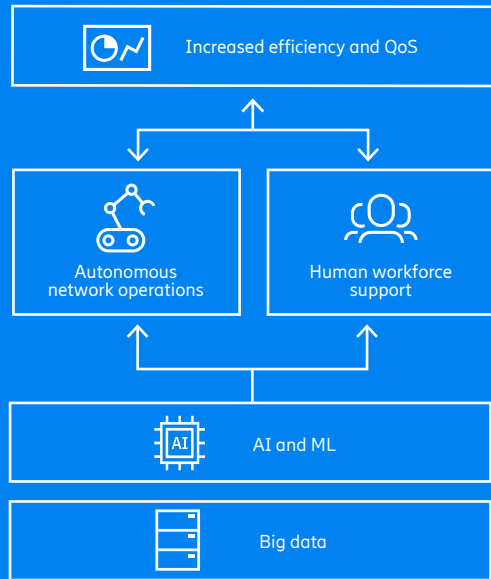 Increased efficiency and QoS
Autonomous
network operations
Human workforce
support
AI
AI and ML
Big data